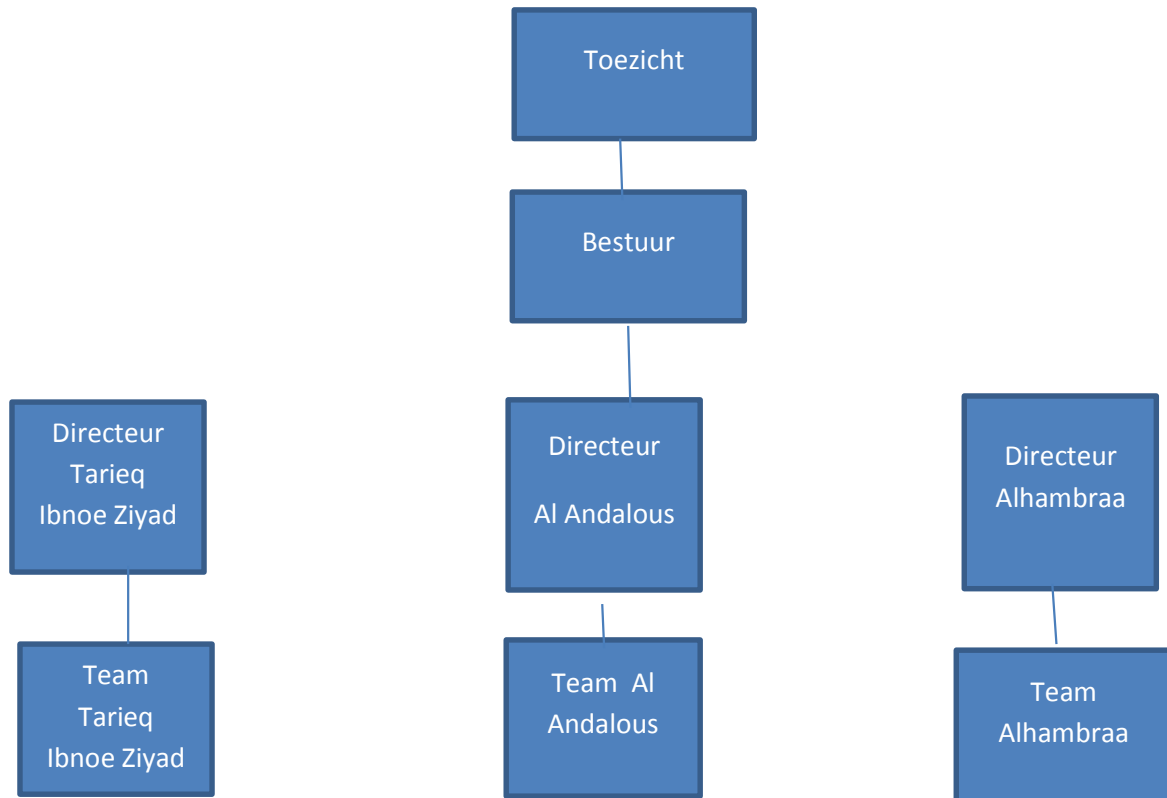 Toezicht
Bestuur
Directeur
Tarieq
Ibnoe Ziyad
Directeur
Al Andalous
Directeur
Alhambraa
Team
Tarieq
Ibnoe Ziyad
Team  Al
Andalous
Team
Alhambraa